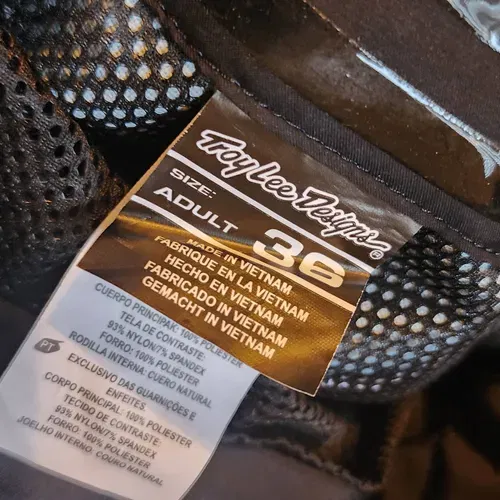 Troy Lee Designs®
SIZE:
ADULT 36
MADE IN VIETNAM
FABRIQUE EN LA VIETNAM
HECHO EN VIETNAM
FABRICADO EN VIETNAM
GEMACHT IN VIETNAM
CUERPO PRINCIPAL: 100% POLIESTER
TELA DE CONTRASTE:
93% NYLON/7% SPANDEX
FORRO: 100% POLIESTER
RODILLA INTERNA: CUERO NATURAL
PT
EXCLUSIVO DAS GUARNIÇÕES E
ENFEITES.
CORPO PRINCIPAL: 100% POLIESTER
TECIDO DE CONTRASTE:
93% NYLON/7% SPANDEX
FORRO: 100% POLIESTER
JOELHO INTERNO: COURO NATURAL